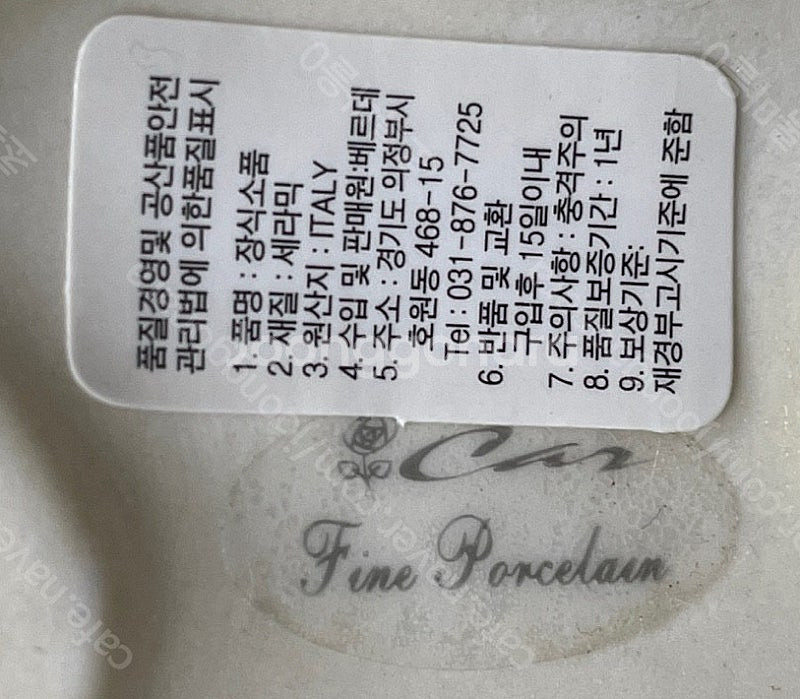 품질경영및 공산품안전
관리법에 의한품질표시
1. 품명 : 장식소품
2. 재질 : 세라믹
3. 원산지 : ITALY
4. 수입 및 판매원:베르데
5. 주소 : 경기도 의정부시
호원동 468-15
Tel : 031-876-7725
6. 반품 및 교환
구입후 15일이내
7. 주의사항 : 충격주의
8. 품질보증기간 : 1년
9. 보상기준:
재경부고시기준에 준함
Fine Porcelain